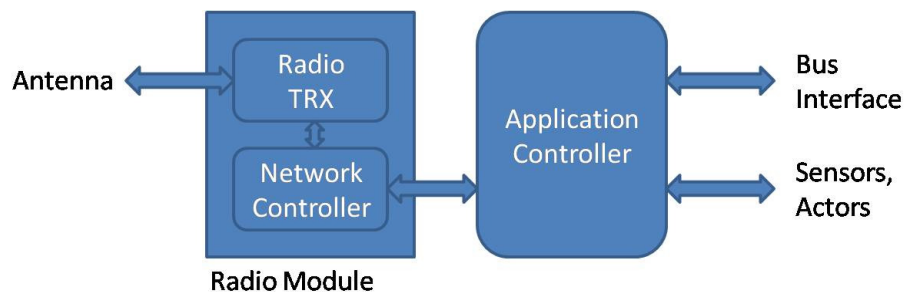 Antenna
Radio
TRX
Network
Controller
Radio Module
Application
Controller
Bus
Interface
Sensors,
Actors